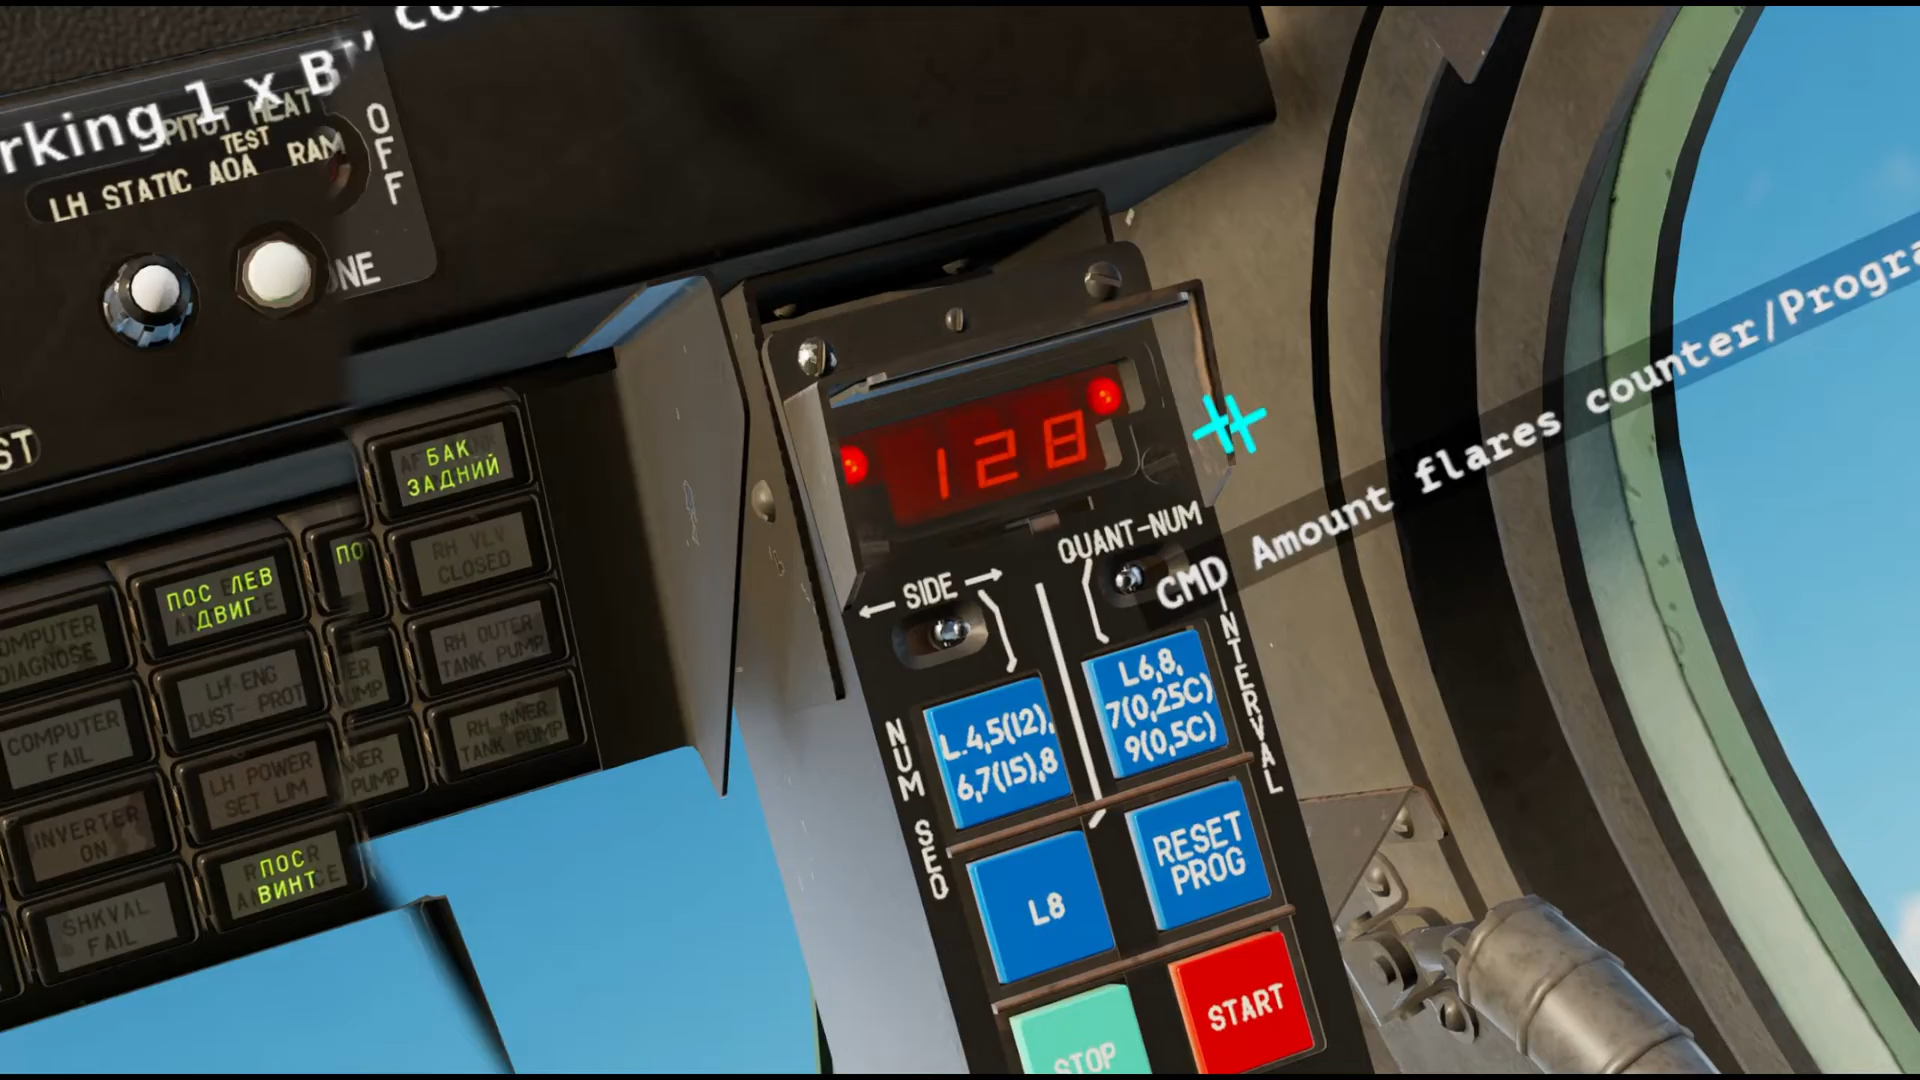 rking 1 x B
PITOT HEAT
TEST
LH STATIC AOA RAM
OFF
ST
БАК
ЗАДНИЙ
RH VLV
CLOSED
RH OUTER
TANK PUMP
RH INNER
TANK PUMP
ПО
ПОС ЛЕВ
ДВИГ
LH ENG
DUST-PROT
LH POWER
SET LIM
ПОС
ВИНТ
OMPUTER
DIAGNOSE
COMPUTER
FAIL
INVERTER
ON
SHKVAL
FAIL
128
QUANT-NUM
SIDE
INTERVAL
NUM SEQ
L.4,5(12),
6,7(15),8
L6,8,
7(0,25C)
9(0,5C)
L8
RESET
PROG
STOP
START
CMD Amount flares counter/Progra